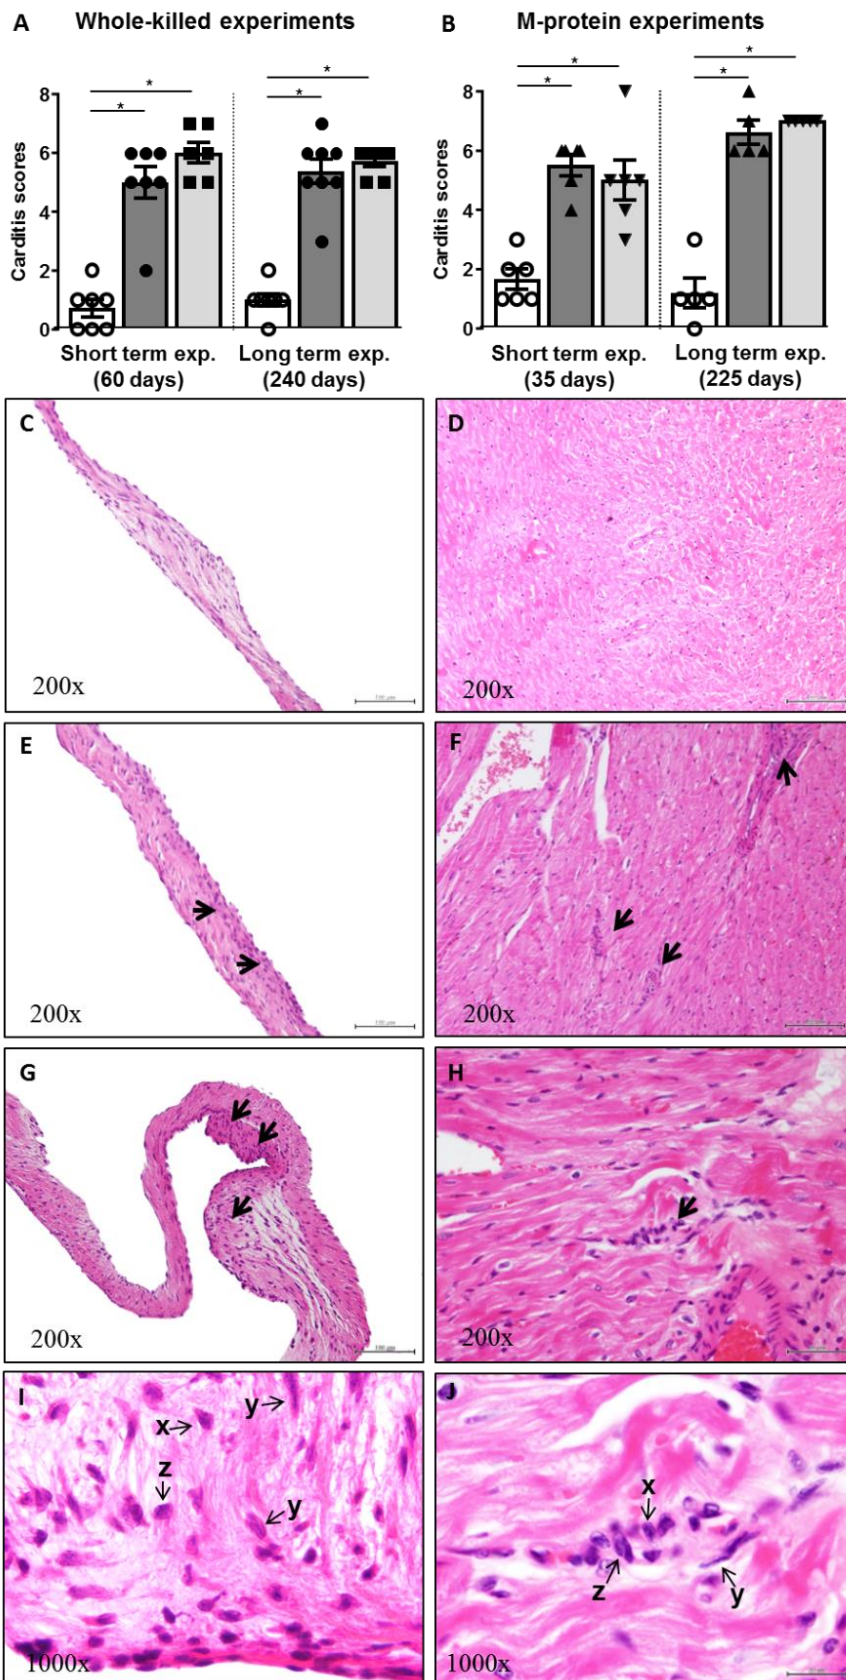 A Whole-killed experiments
B M-protein experiments
* * * *
* * * *
Carditis scores
8
6
4
2
0
Short term exp.
(60 days)
Long term exp.
(240 days)
Carditis scores
8
6
4
2
0
Short term exp.
(35 days)
Long term exp.
(225 days)
C
200x
D
200x
E
200x
F
200x
G
200x
H
200x
I
y
x
z
y
1000x
J
x
z
y
1000x